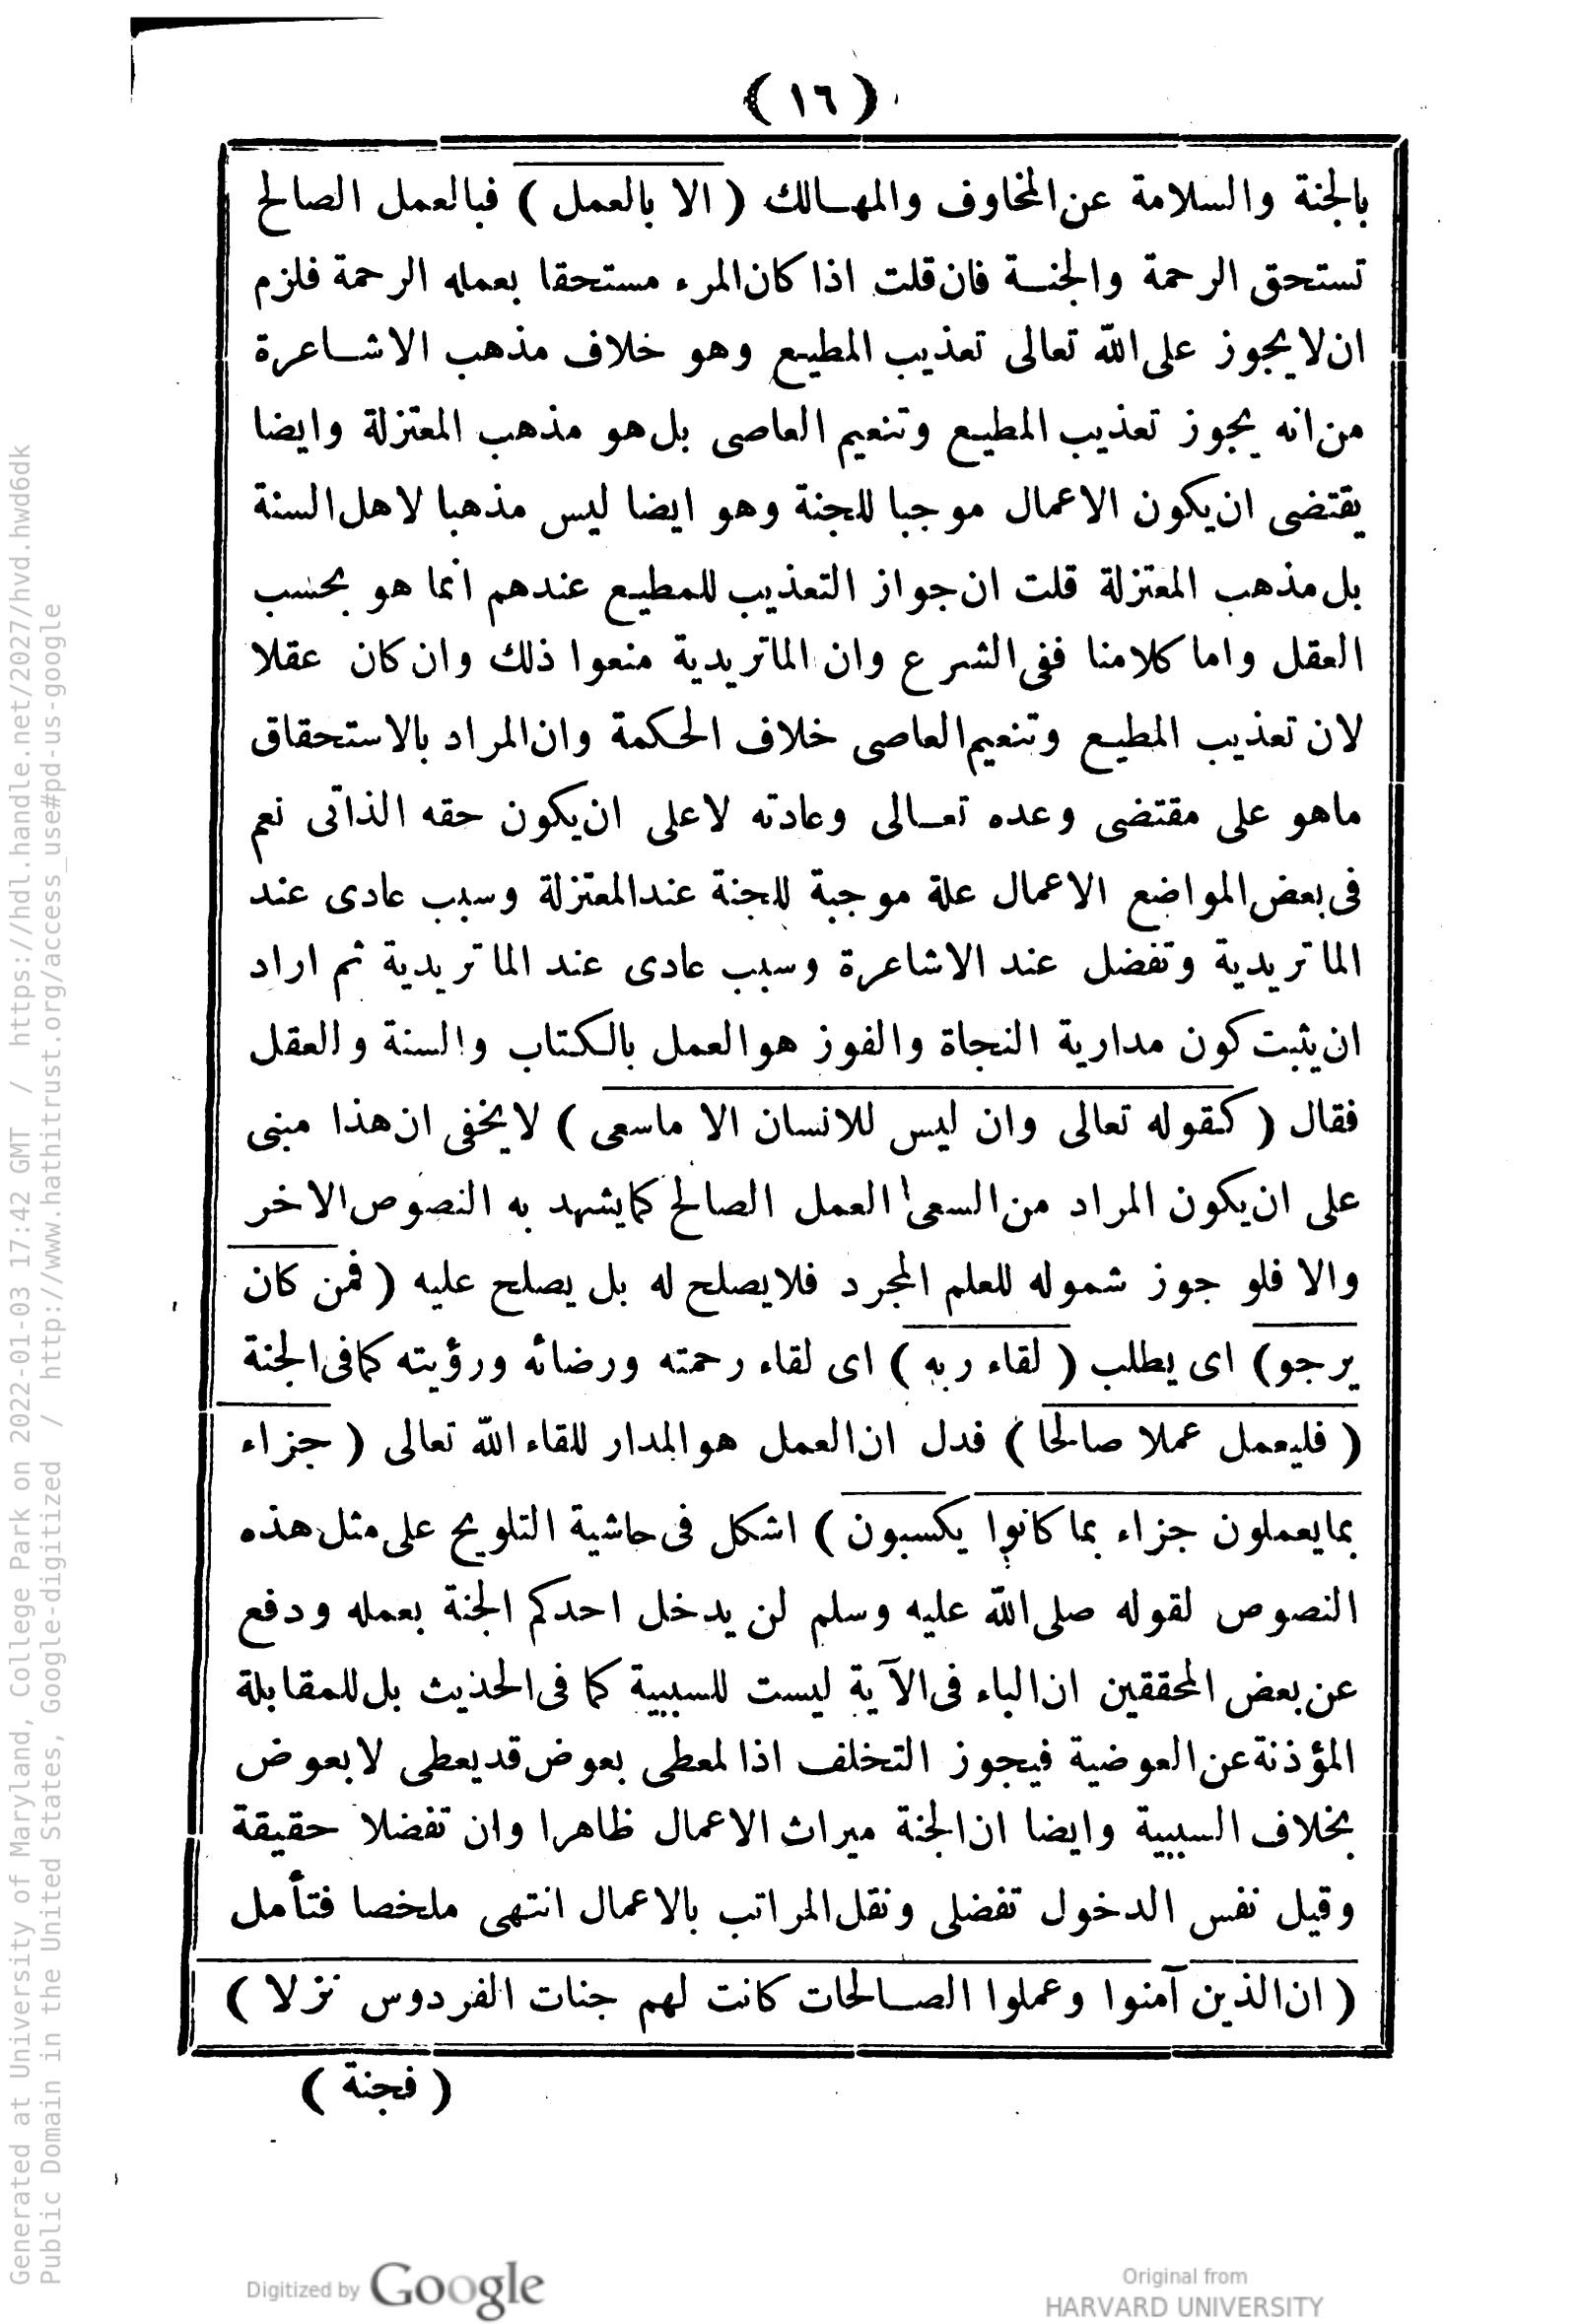 ( ١٦ )
بالجنة والسلامة عن المخاوف والمهالك ( الا بالعمل ) فبالعمل الصالح
تستحق الرحمة والجنة فان قلت اذا كان المرء مستحقا بعمله الرحمة فلزم
ان لا يجوز على الله تعالى تعذيب المطيع وهو خلاف مذهب الاشاعرة
من انه يجوز تعذيب المطيع وتنعيم العاصى بل هو مذهب المعتزلة وايضا
يقتضى ان يكون الاعمال موجبا للجنة وهو ايضا ليس مذهبا لاهل السنة
بل مذهب المعتزلة قلت ان جواز التعذيب للمطيع عندهم انما هو بحسب
العقل واما كلامنا ففى الشرع وان الماتريدية منعوا ذلك وان كان عقلا
لان تعذيب المطيع وتنعيم العاصى خلاف الحكمة وان المراد بالاستحقاق
ماهو على مقتضى وعده تعالى وعادته لا على ان يكون حقه الذاتى نعم
فى بعض المواضع الاعمال علة موجبة للجنة عند المعتزلة وسبب عادى عند
الماتريدية وتفضل عند الاشاعرة وسبب عادى عند الماتريدية ثم اراد
ان يثبت كون مدارية النجاة والفوز هو العمل بالكتاب والسنة والعقل
فقال ( كقوله تعالى وان ليس للانسان الا ماسعى ) لا يخفى ان هذا مبنى
على ان يكون المراد من السعى العمل الصالح كما يشهد به النصوص الاخر
والا فلو جوز شموله للعلم المجرد فلا يصلح له بل يصلح عليه ( فمن كان
يرجو ) اى يطلب ( لقاء ربه ) اى لقاء رحمته ورضائه ورؤيته كما فى الجنة
( فليعمل عملا صالحا ) فدل ان العمل هو المدار للقاء الله تعالى ( جزاء
بما يعملون جزاء بما كانوا يكسبون ) اشكل فى حاشية التلويح على مثل هذه
النصوص لقوله صلى الله عليه وسلم لن يدخل احدكم الجنة بعمله ودفع
عن بعض المحققين ان الباء فى الآية ليست للسببية كما فى الحذيث بل للمقابلة
المؤذنة عن العوضية فيجوز التخلف اذا لمعطى بعوض قد يعطى لا بعوض
بخلاف السببية وايضا ان الجنة ميراث الاعمال ظاهرا وان تفضلا حقيقة
وقيل نفس الدخول تفضلى ونقل المراتب بالاعمال انتهى ملخصا فتأمل
( ان الذين آمنوا وعملوا الصالحات كانت لهم جنات الفردوس نزلا )
( فجنة )
Generated at University of Maryland, College Park on 2022-01-03 17:42 GMT / https://hdl.handle.net/2027/hvd.hwd6dk
Public Domain in the United States, Google-digitized / http://www.hathitrust.org/access_use#pd-us-google
Digitized by Google
Original from
HARVARD UNIVERSITY